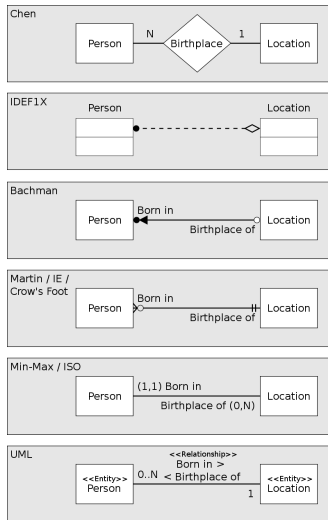 Chen
Person
N
Birthplace
1
Location
IDEF1X
Person
Location
Bachman
Person
Born in
Birthplace of
Location
Martin / IE /
Crow's Foot
Person
Born in
Birthplace of
Location
Min-Max / ISO
Person
(1,1) Born in
Birthplace of (0,N)
Location
UML
<<Entity>>
Person
0..N
<<Relationship>>
Born in >
< Birthplace of
1
<<Entity>>
Location